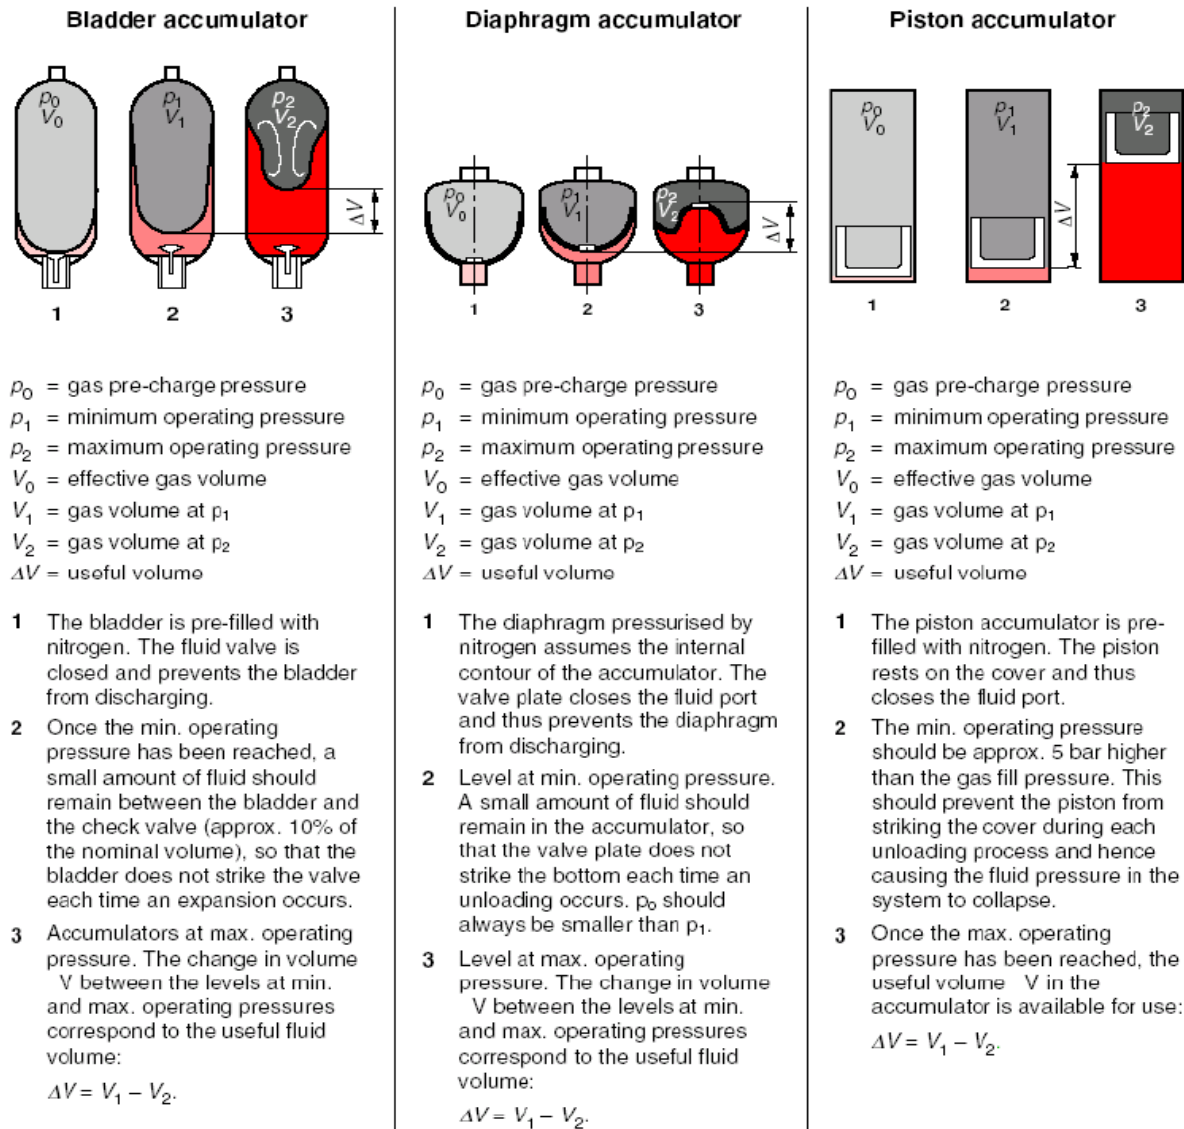 Bladder accumulator
p0
V0
p1
V1
p2
V2
ΔV
1
2
3
p0 = gas pre-charge pressure
p1 = minimum operating pressure
p2 = maximum operating pressure
V0 = effective gas volume
V1 = gas volume at p1
V2 = gas volume at p2
ΔV = useful volume
1 The bladder is pre-filled with
nitrogen. The fluid valve is
closed and prevents the bladder
from discharging.
2 Once the min. operating
pressure has been reached, a
small amount of fluid should
remain between the bladder and
the check valve (approx. 10% of
the nominal volume), so that the
bladder does not strike the valve
each time an expansion occurs.
3 Accumulators at max. operating
pressure. The change in volume
V between the levels at min.
and max. operating pressures
correspond to the useful fluid
volume:
ΔV = V1 – V2.
Diaphragm accumulator
p0
V0
p1
V1
p2
V2
ΔV
1
2
3
p0 = gas pre-charge pressure
p1 = minimum operating pressure
p2 = maximum operating pressure
V0 = effective gas volume
V1 = gas volume at p1
V2 = gas volume at p2
ΔV = useful volume
1 The diaphragm pressurised by
nitrogen assumes the internal
contour of the accumulator. The
valve plate closes the fluid port
and thus prevents the diaphragm
from discharging.
2 Level at min. operating pressure.
A small amount of fluid should
remain in the accumulator, so
that the valve plate does not
strike the bottom each time an
unloading occurs. p0 should
always be smaller than p1.
3 Level at max. operating
pressure. The change in volume
V between the levels at min.
and max. operating pressures
correspond to the useful fluid
volume:
ΔV = V1 – V2.
Piston accumulator
p0
V0
p1
V1
p2
V2
ΔV
1
2
3
p0 = gas pre-charge pressure
p1 = minimum operating pressure
p2 = maximum operating pressure
V0 = effective gas volume
V1 = gas volume at p1
V2 = gas volume at p2
ΔV = useful volume
1 The piston accumulator is pre-
filled with nitrogen. The piston
rests on the cover and thus
closes the fluid port.
2 The min. operating pressure
should be approx. 5 bar higher
than the gas fill pressure. This
should prevent the piston from
striking the cover during each
unloading process and hence
causing the fluid pressure in the
system to collapse.
3 Once the max. operating
pressure has been reached, the
useful volume V in the
accumulator is available for use:
ΔV = V1 – V2.